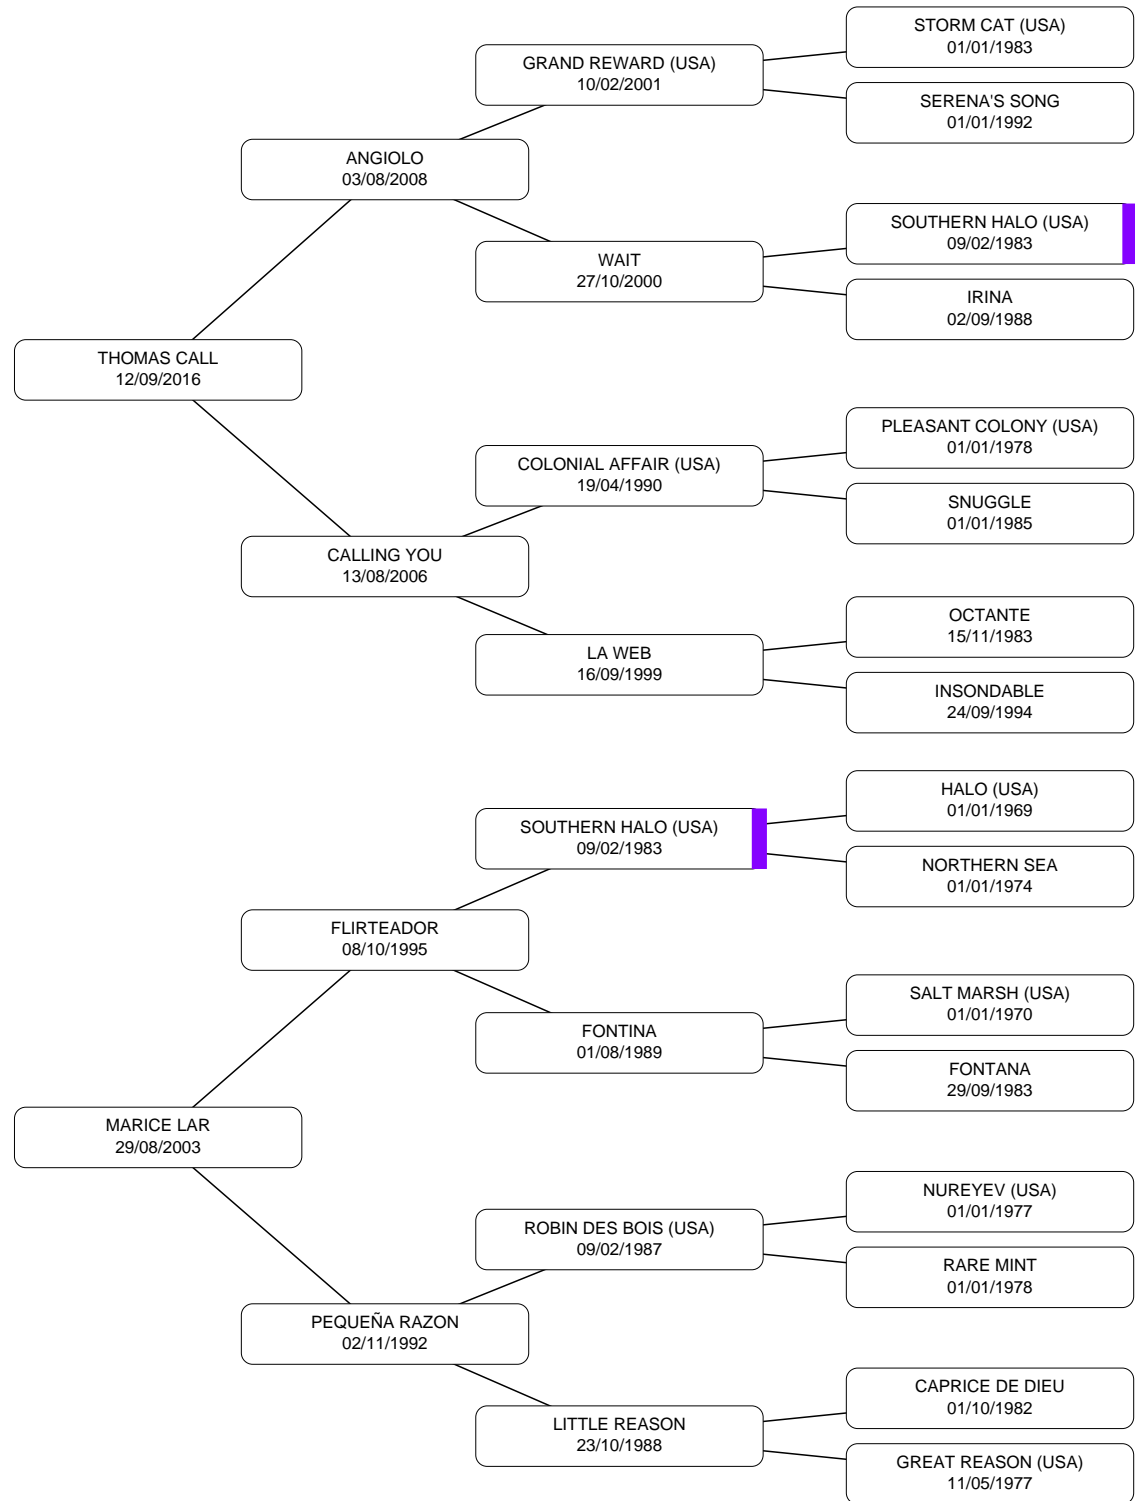 STORM CAT (USA)
01/01/1983
GRAND REWARD (USA)
10/02/2001
SERENA'S SONG
01/01/1992
ANGIOLO
03/08/2008
SOUTHERN HALO (USA)
09/02/1983
WAIT
27/10/2000
IRINA
02/09/1988
THOMAS CALL
12/09/2016
PLEASANT COLONY (USA)
01/01/1978
COLONIAL AFFAIR (USA)
19/04/1990
SNUGGLE
01/01/1985
CALLING YOU
13/08/2006
OCTANTE
15/11/1983
LA WEB
16/09/1999
INSONDABLE
24/09/1994
HALO (USA)
01/01/1969
SOUTHERN HALO (USA)
09/02/1983
NORTHERN SEA
01/01/1974
FLIRTEADOR
08/10/1995
SALT MARSH (USA)
01/01/1970
FONTINA
01/08/1989
FONTANA
29/09/1983
MARICE LAR
29/08/2003
NUREYEV (USA)
01/01/1977
ROBIN DES BOIS (USA)
09/02/1987
RARE MINT
01/01/1978
PEQUEÑA RAZON
02/11/1992
CAPRICE DE DIEU
01/10/1982
LITTLE REASON
23/10/1988
GREAT REASON (USA)
11/05/1977